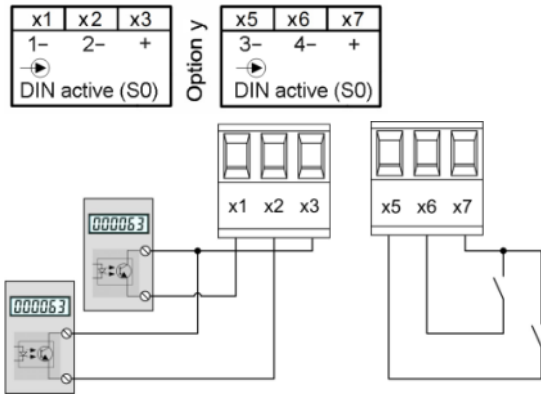 x1 x2 x3
1– 2– +
DIN active (S0)
Option y
x5 x6 x7
3– 4– +
DIN active (S0)
x1 x2 x3
x5 x6 x7
000063
000063